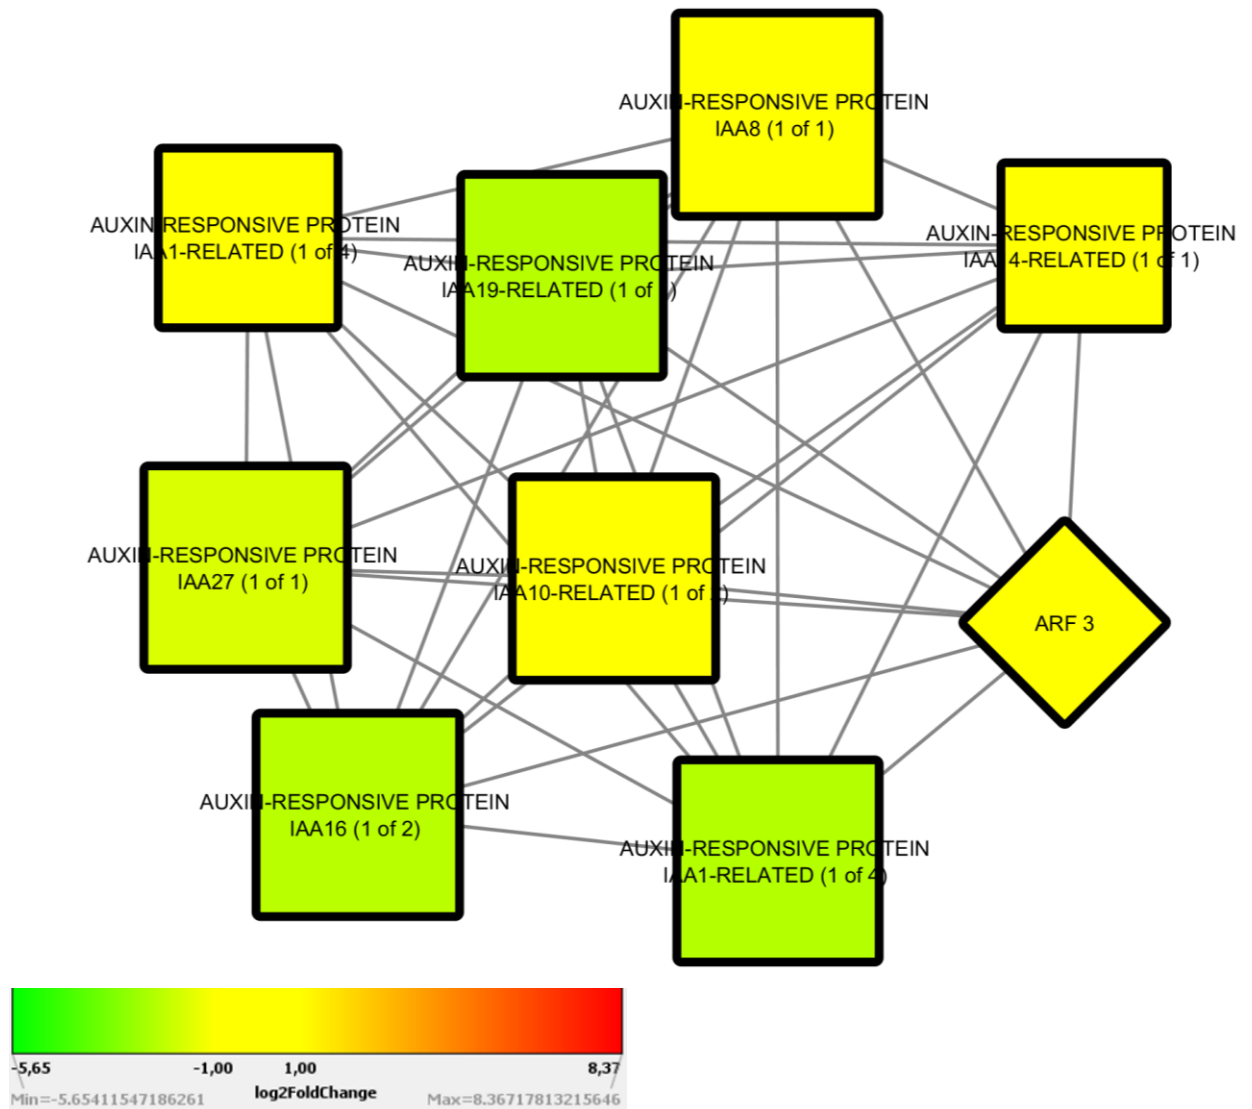 AUXIN-RESPONSIVE PROTEIN
IAA8 (1 of 1)
AUXIN-RESPONSIVE PROTEIN
IAA1-RELATED (1 of 4)
AUXIN-RESPONSIVE PROTEIN
IAA14-RELATED (1 of 1)
AUXIN-RESPONSIVE PROTEIN
IAA19-RELATED (1 of
AUXIN-RESPONSIVE PROTEIN
IAA27 (1 of 1)
AUXIN-RESPONSIVE PROTEIN
IAA10-RELATED (1 of
ARF 3
AUXIN-RESPONSIVE PROTEIN
IAA16 (1 of 2)
AUXIN-RESPONSIVE PROTEIN
IAA1-RELATED (1 of 4)
-5,65 -1,00 1,00 8,37
log2FoldChange
Min=-5.65411547186261 Max=8.36717813215646